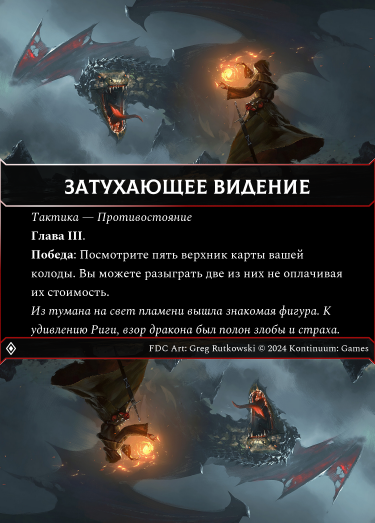 ЗАТУХАЮЩЕЕ ВИДЕНИЕ
Тактика — Противостояние
Глава III.
Победа: Посмотрите пять верхник карты вашей
колоды. Вы можете разыграть две из них не оплачивая
их стоимость.
Из тумана на свет пламени вышла знакомая фигура. К
удивлению Риги, взор дракона был полон злобы и страха.
FDC Art: Greg Rutkowski © 2024 Kontinuum: Games